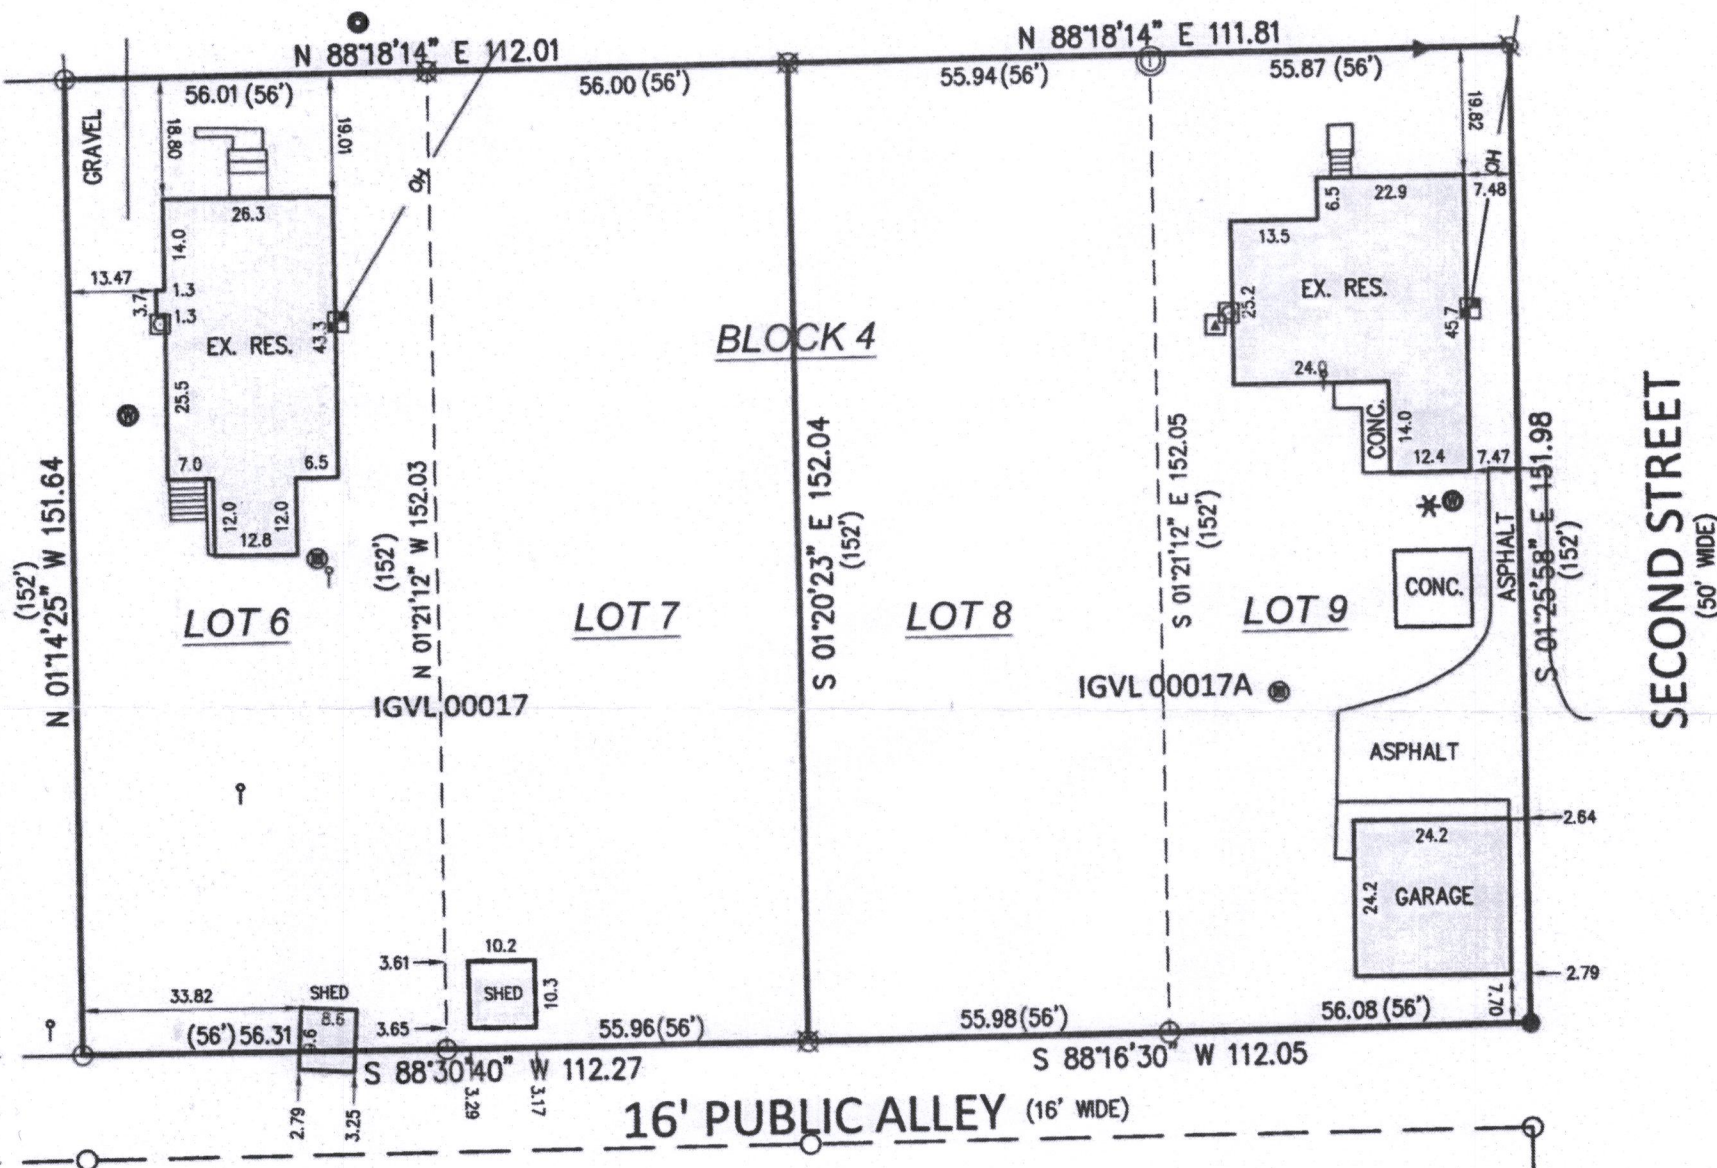 N 88°18'14" E 112.01
N 88°18'14" E 111.81
56.01 (56')
56.00 (56')
55.94 (56')
55.87 (56')
GRAVEL
18.80
19.01
OH
19.82
OH
7.48
26.3
14.0
13.47
1.3
3.7
1.3
EX. RES.
43.3
25.5
7.0
6.5
12.0
12.0
12.8
6.5
22.9
13.5
EX. RES.
25.2
45.7
24.0
CONC.
14.0
12.4
7.47
BLOCK 4
N 01°14'25" W 151.64
(152')
N 01°21'12" W 152.03
(152')
S 01°20'23" E 152.04
(152')
S 01°21'12" E 152.05
(152')
S 01°25'58" E 151.98
(152')
SECOND STREET
(50' WIDE)
CONC.
ASPHALT
LOT 6
LOT 7
LOT 8
LOT 9
IGVL 00017
IGVL 00017A
ASPHALT
2.64
24.2
24.2
GARAGE
2.79
7.70
10.2
3.61
SHED
10.3
3.65
33.82
SHED
8.6
9.6
(56') 56.31
55.96(56')
55.98(56')
56.08 (56')
S 88°30'40" W 112.27
S 88°16'30" W 112.05
2.79
3.25
3.29
3.17
16' PUBLIC ALLEY (16' WIDE)